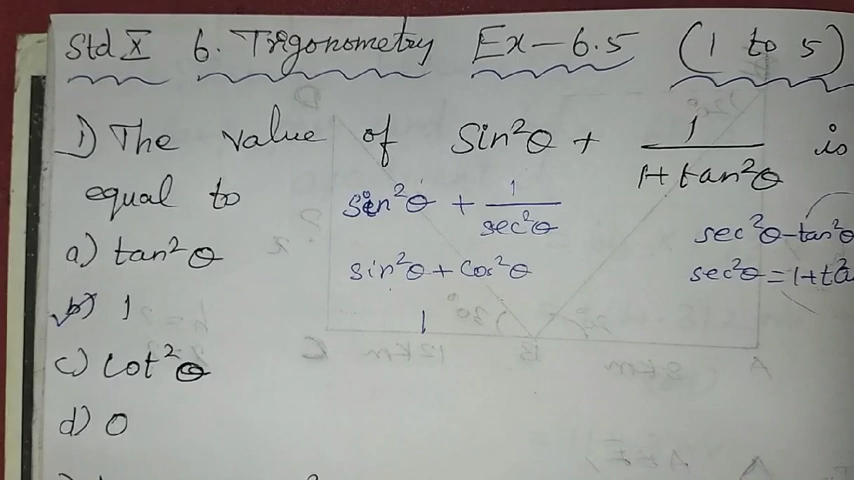 Std X 6. Trigonometry Ex-6.5 (1 to 5)
1) The value of Sin²θ + 1/(1+tan²θ) is
equal to
sin²θ + 1/sec²θ
sec²θ-tan²θ
a) tan²θ
sin²θ+cos²θ
sec²θ=1+ta
b) 1
1
c) Cot²θ
d) 0